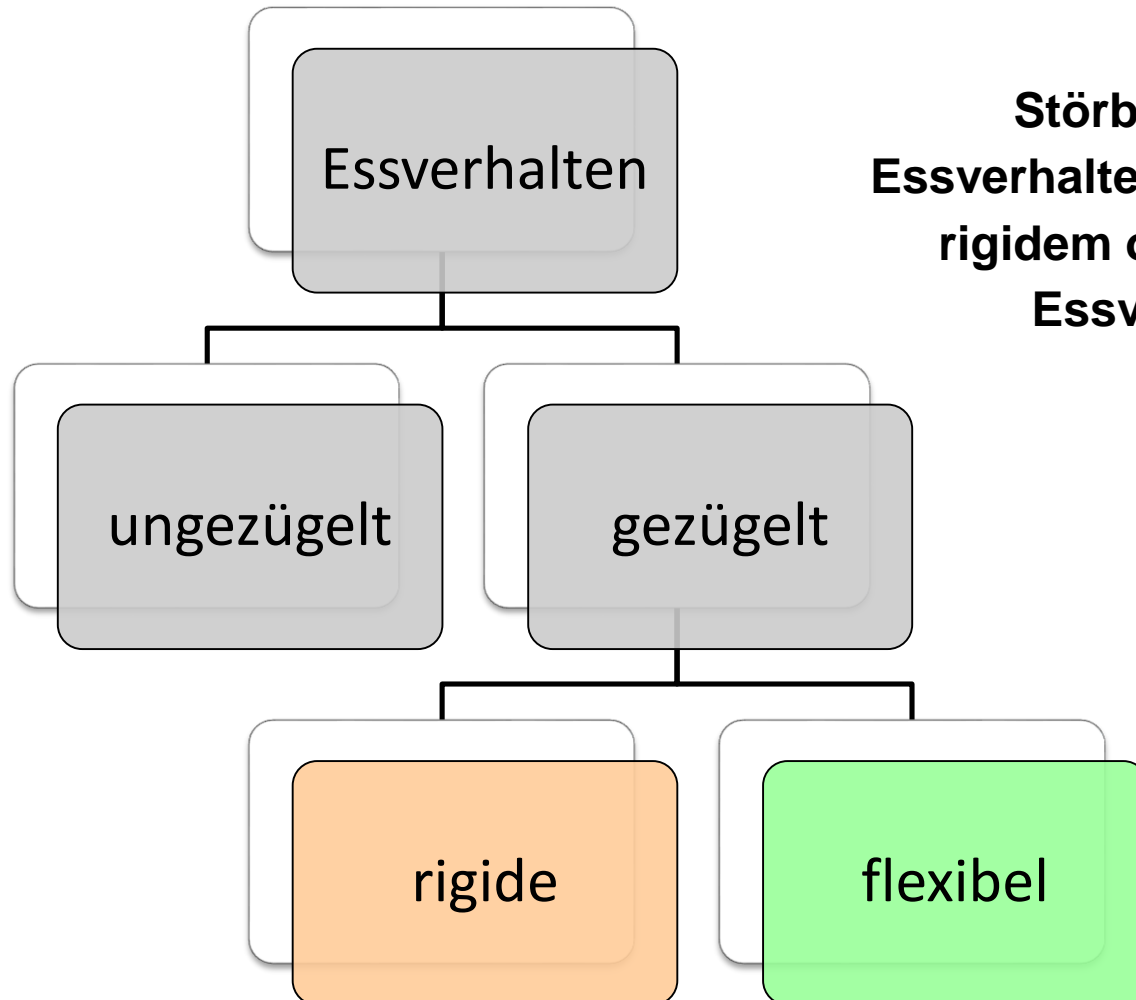 Essverhalten
Störb
Essverhalte
rigidem
Essv
ungezügelt
gezügelt
rigide
flexibel